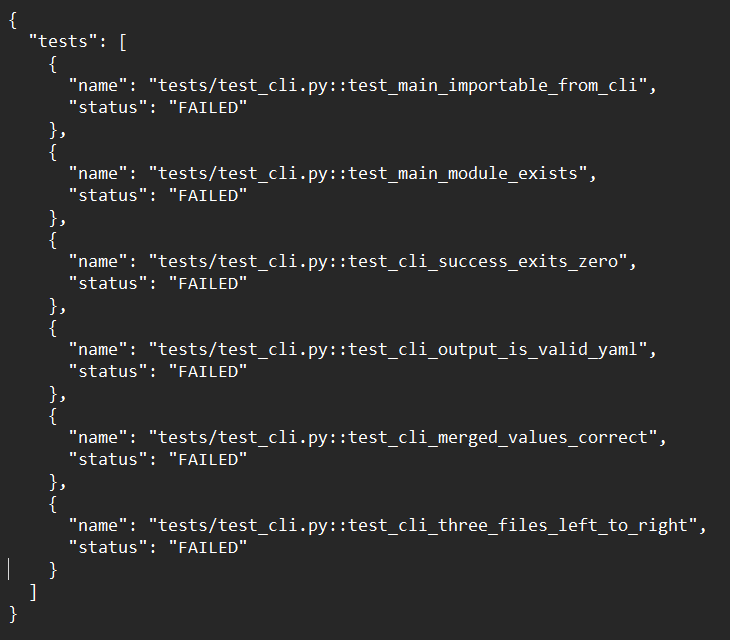 {
  "tests": [
    {
      "name": "tests/test_cli.py::test_main_importable_from_cli",
      "status": "FAILED"
    },
    {
      "name": "tests/test_cli.py::test_main_module_exists",
      "status": "FAILED"
    },
    {
      "name": "tests/test_cli.py::test_cli_success_exits_zero",
      "status": "FAILED"
    },
    {
      "name": "tests/test_cli.py::test_cli_output_is_valid_yaml",
      "status": "FAILED"
    },
    {
      "name": "tests/test_cli.py::test_cli_merged_values_correct",
      "status": "FAILED"
    },
    {
      "name": "tests/test_cli.py::test_cli_three_files_left_to_right",
      "status": "FAILED"
    }
  ]
}